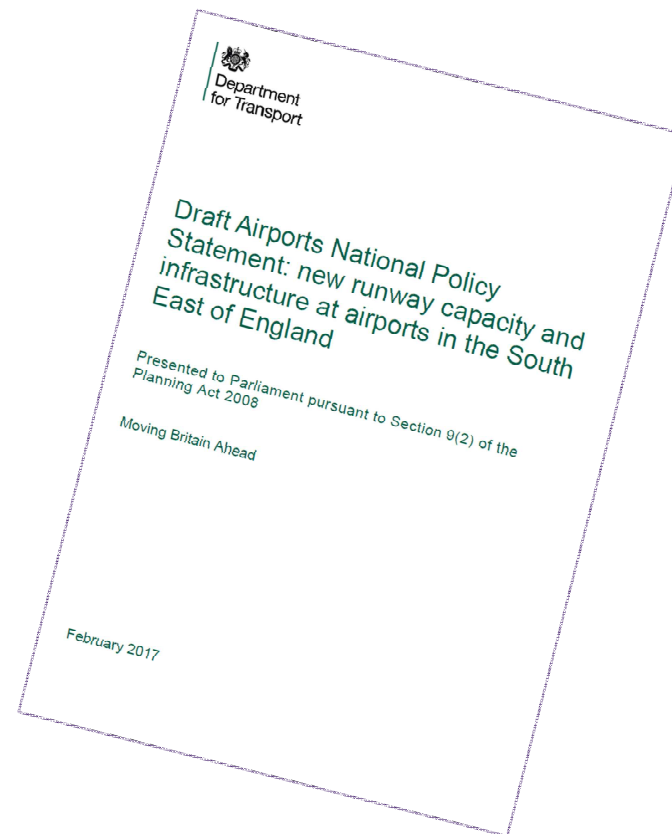 Department
for Transport
Draft Airports National Policy
Statement: new runway capacity and
infrastructure at airports in the South
East of England
Presented to Parliament pursuant to Section 9(2) of the
Planning Act 2008
Moving Britain Ahead
February 2017